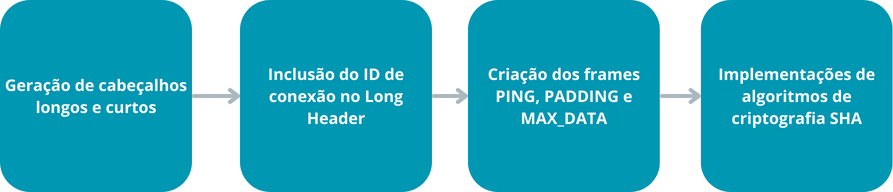 Geração de cabeçalhos
longos e curtos
Inclusão do ID de
conexão no Long
Header
Criação dos frames
PING, PADDING e
MAX_DATA
Implementações de
algoritmos de
criptografia SHA